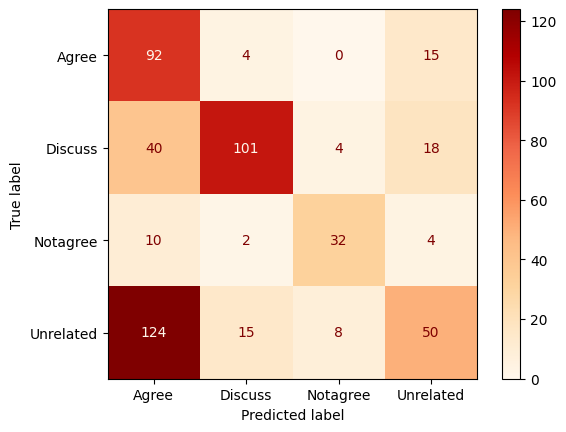 True label
Agree 92 4 0 15
Discuss 40 101 4 18
Notagree 10 2 32 4
Unrelated 124 15 8 50
Agree Discuss Notagree Unrelated
Predicted label
120
100
80
60
40
20
0